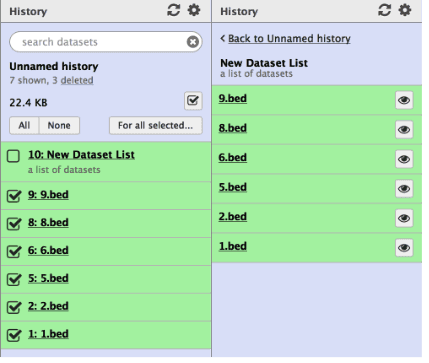 History
search datasets
Unnamed history
7 shown, 3 deleted
22.4 KB
All None For all selected...
10: New Dataset List
a list of datasets
9: 9.bed
8: 8.bed
6: 6.bed
5: 5.bed
2: 2.bed
1: 1.bed
History
< Back to Unnamed history
New Dataset List
a list of datasets
9.bed
8.bed
6.bed
5.bed
2.bed
1.bed